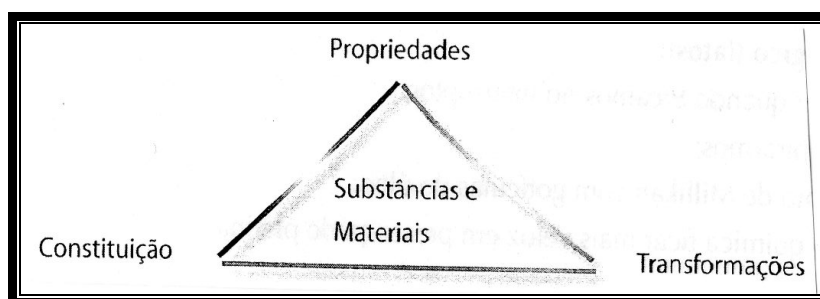 Propriedades
Substâncias e
Materiais
Constituição
Transformações